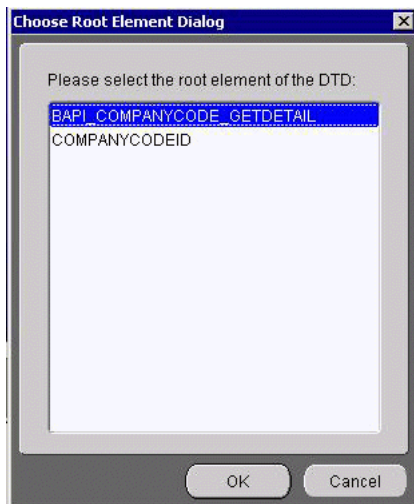 Choose Root Element Dialog
Please select the root element of the DTD:
BAPI_COMPANYCODE_GETDETAIL
COMPANYCODEID
OK Cancel